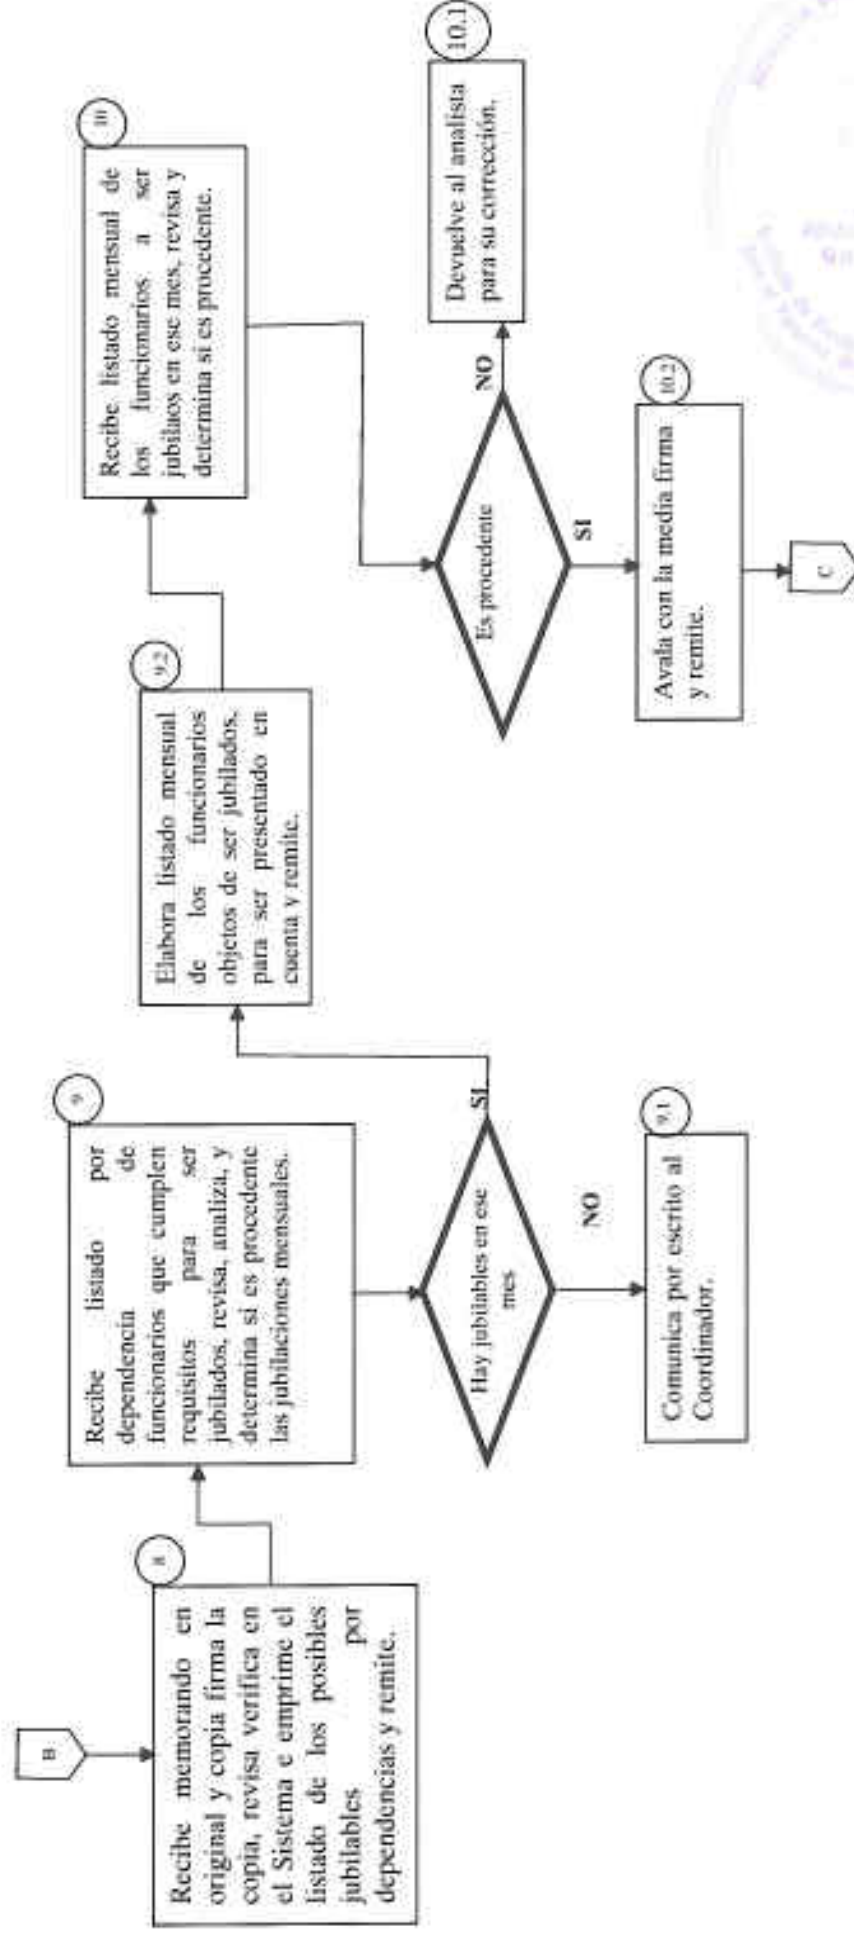 B
8
Recibe memorando en
original y copia firma la
copia, revisa verifica en
el Sistema e emprime el
listado de los posibles
jubilables por
dependencias y remite.
9
Recibe listado por
dependencia de
funcionarios que cumplen
requisitos para ser
jubilados, revisa, analiza, y
determina si es procedente
las jubilaciones mensuales.
Hay jubilables en ese
mes
SI
NO
9.1
Comunica por escrito al
Coordinador.
9.2
Elabora listado mensual
de los funcionarios
objetos de ser jubilados,
para ser presentado en
cuenta y remite.
10
Recibe listado mensual de
los funcionarios a ser
jubilaos en ese mes, revisa y
determina si es procedente.
Es procedente
NO
10.1
Devuelve al analista
para su corrección.
SI
10.2
Avala con la media firma
y remite.
C